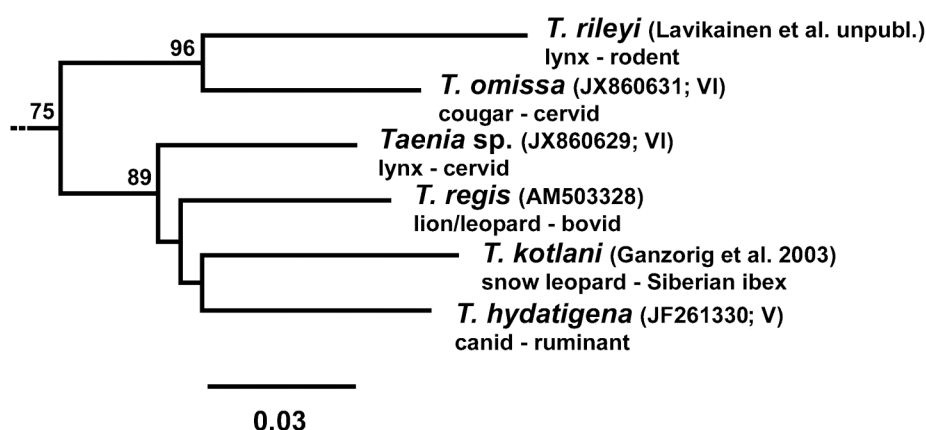 T. rileyi (Lavikainen et al. unpubl.)
lynx - rodent
96
T. omissa (JX860631; VI)
cougar - cervid
75
Taenia sp. (JX860629; VI)
lynx - cervid
89
T. regis (AM503328)
lion/leopard - bovid
T. kotlani (Ganzorig et al. 2003)
snow leopard - Siberian ibex
T. hydatigena (JF261330; V)
canid - ruminant
0.03